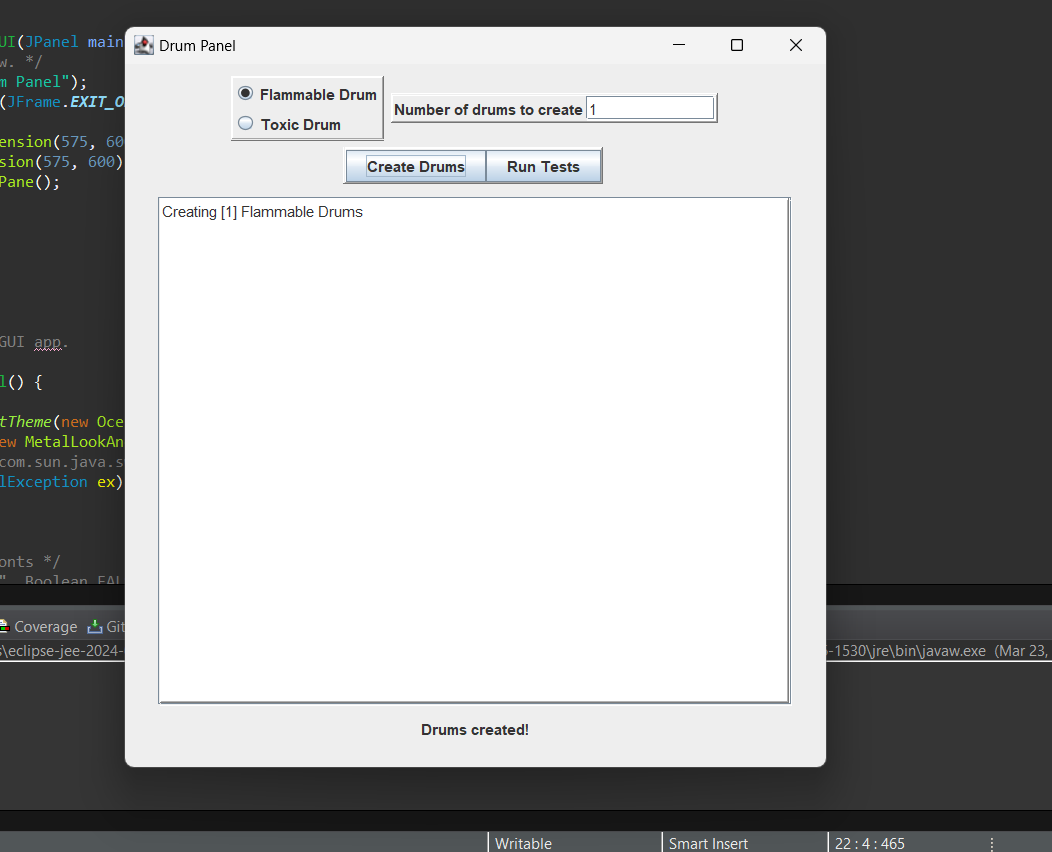 UI(JPanel main
w. */
m Panel");
(JFrame.EXIT_O
ension(575, 60
sion(575, 600)
Pane();
GUI app.
l() {
tTheme(new Oce
ew MetalLookAn
com.sun.java.s
lException ex)
onts */
", Boolean.FAL
Drum Panel
Flammable Drum
Toxic Drum
Number of drums to create 1
Create Drums Run Tests
Creating [1] Flammable Drums
Drums created!
Coverage Git
s\eclipse-jee-2024- -1530\jre\bin\javaw.exe (Mar 23,
Writable Smart Insert 22 : 4 : 465